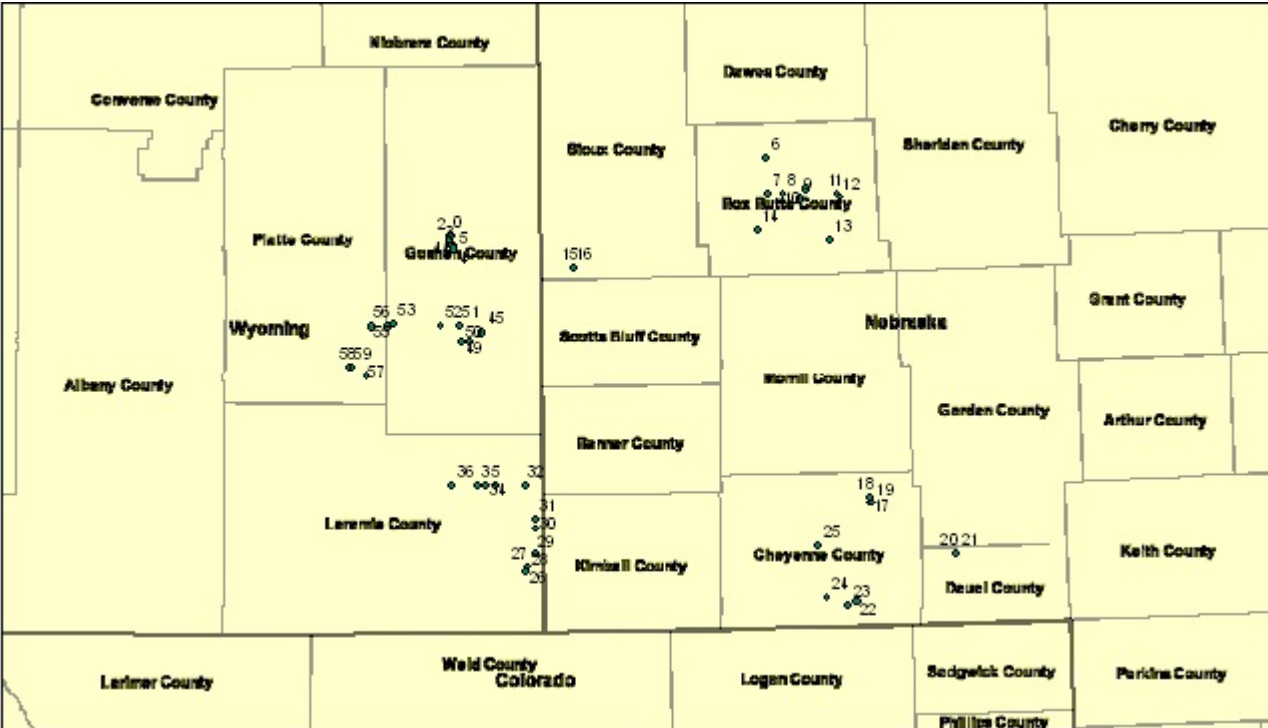 Niobrara County
Dawes County
Converse County
Cherry County
Sioux County
Sheridan County
6
7 8 9 11 12
10
Box Butte County
14
13
2 0
5
Platte County
Goshen County
1516
Grant County
56 53 5251 45
Wyoming
55
50
49
Nebraska
Scotts Bluff County
5859
57
Albany County
Morrill County
Garden County
Arthur County
Banner County
36 35 32
34
18 19
17
31
30
Laramie County
25
29
27 28
26
Cheyenne County
20 21
Keith County
Kimball County
Deuel County
24 23
22
Weld County
Colorado
Larimer County
Logan County
Sedgwick County
Perkins County
Phillips County